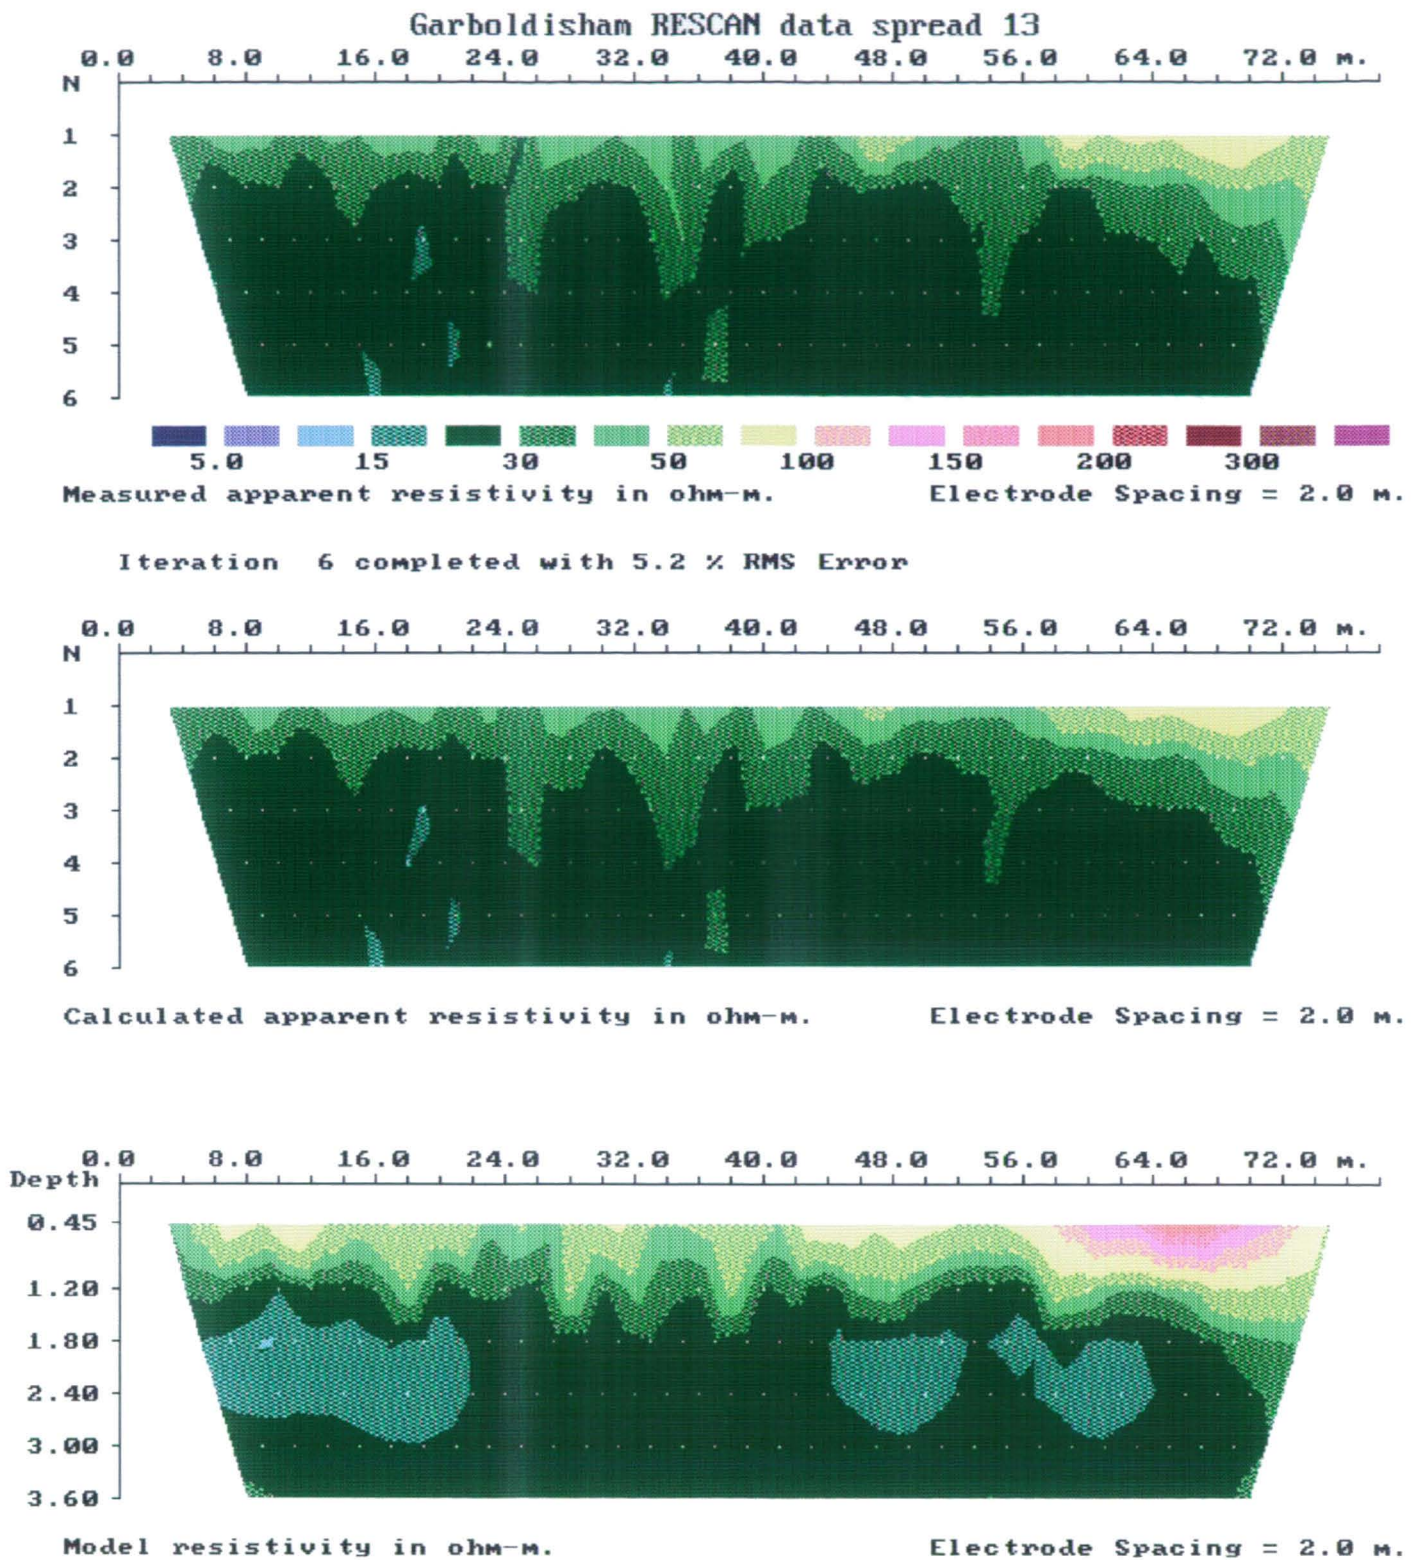 Garboldisham RESCAN data spread 13
0.0 8.0 16.0 24.0 32.0 40.0 48.0 56.0 64.0 72.0 м.
N
1
2
3
4
5
6
5.0 15 30 50 100 150 200 300
Measured apparent resistivity in ohm-m. Electrode Spacing = 2.0 m.
Iteration 6 completed with 5.2 % RMS Error
0.0 8.0 16.0 24.0 32.0 40.0 48.0 56.0 64.0 72.0 m.
N
1
2
3
4
5
6
Calculated apparent resistivity in ohm-m. Electrode Spacing = 2.0 m.
0.0 8.0 16.0 24.0 32.0 40.0 48.0 56.0 64.0 72.0 m.
Depth
0.45
1.20
1.80
2.40
3.00
3.60
Model resistivity in ohm-m. Electrode Spacing = 2.0 m.